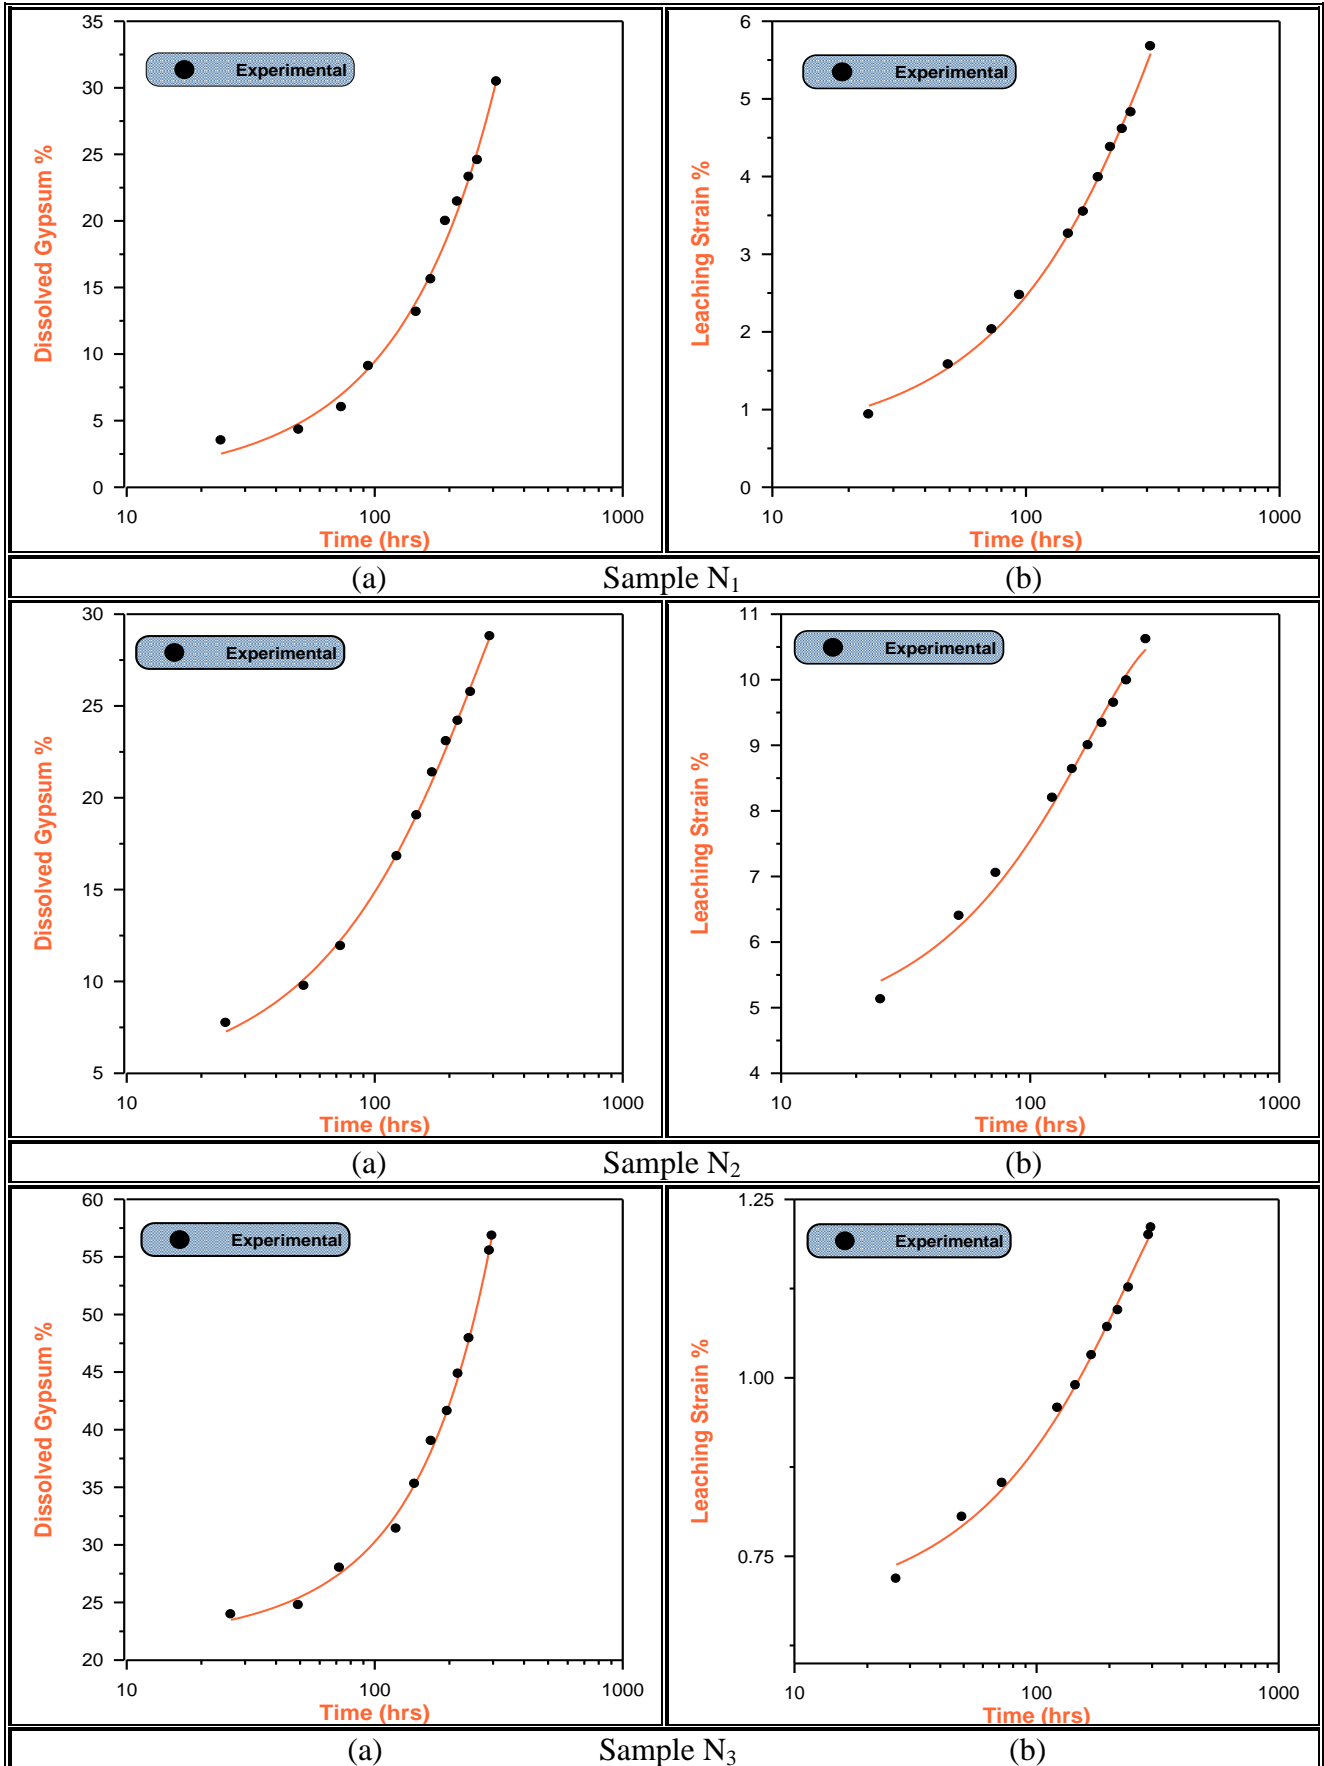 35
30
25
20
15
10
5
0
Dissolved Gypsum %
Experimental
10
100
1000
Time (hrs)
6
5
4
3
2
1
0
Leaching Strain %
Experimental
10
100
1000
Time (hrs)
(a) Sample N1 (b)
30
25
20
15
10
5
Dissolved Gypsum %
Experimental
10
100
1000
Time (hrs)
11
10
9
8
7
6
5
4
Leaching Strain %
Experimental
10
100
1000
Time (hrs)
(a) Sample N2 (b)
60
55
50
45
40
35
30
25
20
Dissolved Gypsum %
Experimental
10
100
1000
Time (hrs)
1.25
1.00
0.75
Leaching Strain %
Experimental
10
100
1000
Time (hrs)
(a) Sample N3 (b)